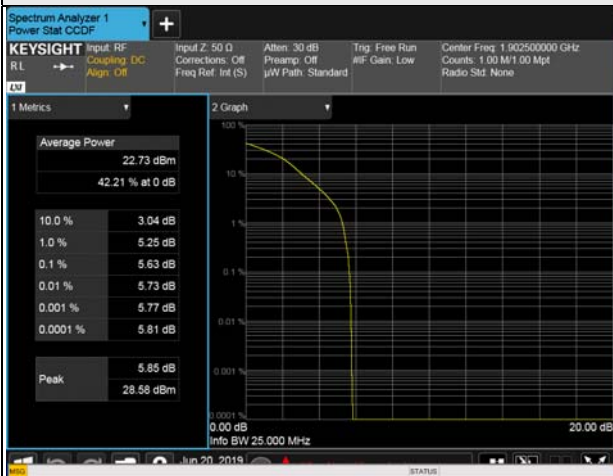 Spectrum Analyzer 1
Power Stat CCDF
+
KEYSIGHT
RL
LXI
Input: RF
Coupling: DC
Align: Off
Input Z: 50 Ω
Corrections: Off
Freq Ref: Int (S)
Atten: 30 dB
Preamp: Off
µW Path: Standard
Trig: Free Run
#IF Gain: Low
Center Freq: 1.902500000 GHz
Counts: 1.00 M/1.00 Mpt
Radio Std: None
1 Metrics
Average Power
22.73 dBm
42.21 % at 0 dB
10.0 % 3.04 dB
1.0 % 5.25 dB
0.1 % 5.63 dB
0.01 % 5.73 dB
0.001 % 5.77 dB
0.0001 % 5.81 dB
Peak
5.85 dB
28.58 dBm
2 Graph
100 %
10 %
1 %
0.1 %
0.01 %
0.001 %
0.0001 %
0.00 dB 20.00 dB
Info BW 25.000 MHz
Jun 20, 2019
MSG STATUS